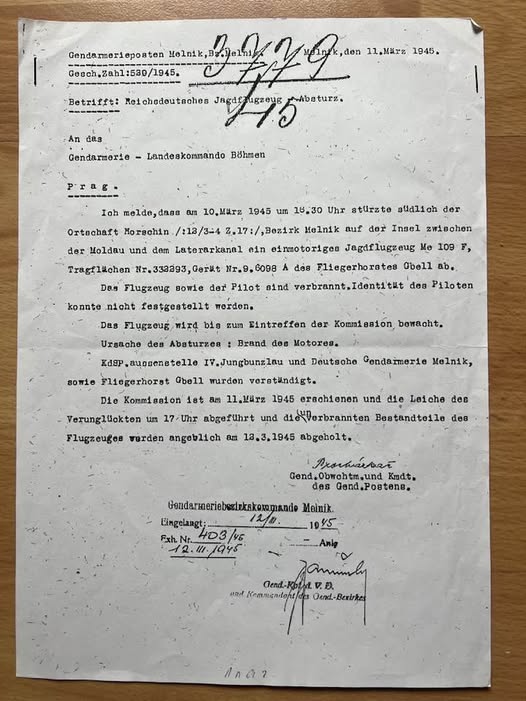 Gendarmerieposten Melnik,Bz.Melnik. Melnik,den 11.März 1945.
3779
Gesch.Zahl:520/1945.
45
Betrifft: Reichsdeutsches Jagdflugzeug - Absturz.
An das
Gendarmerie - Landeskommando Böhmen
Prag.
Ich melde,dass am 10.März 1945 um 16.30 Uhr stürzte südlich der
Ortschaft Horschin /:12/3-4 Z.17:/,Bezirk Melnik auf der Insel zwischen
der Moldau und dem Laterarkanal ein einmotoriges Jagdflugzeug Me 109 F,
Tragflächen Nr.332293,Gerät Nr.9.6098 A des Fliegerhorstes Gbell ab.
Das Flugzeug sowie der Pilot sind verbrannt.Identität des Piloten
konnte nicht festgestellt werden.
Das Flugzeug wird bis zum Eintreffen der Kommission bewacht.
Ursache des Absturzes : Brand des Motores.
KdSP.aussenstelle IV.Jungbunzlau und Deutsche Gendarmerie Melnik,
sowie Fliegerhorst Gbell wurden verständigt.
Die Kommission ist am 11.März 1945 erschienen und die Leiche des
Verunglückten um 17 Uhr abgeführt und die unverbrannten Bestandteile des
Flugzeuges werden angeblich am 12.3.1945 abgeholt.
Gend.Obwchtm.und Kmdt.
des Gend.Postens.
Gendarmeriebezirkskommando Melnik.
Eingelangt: 12/III. 1945
Exh. Nr. 403/45 - Anlg
12.III.1945
Gend.-Kpt. d. V. D.
und Kommandant des Gend.-Bezirkes